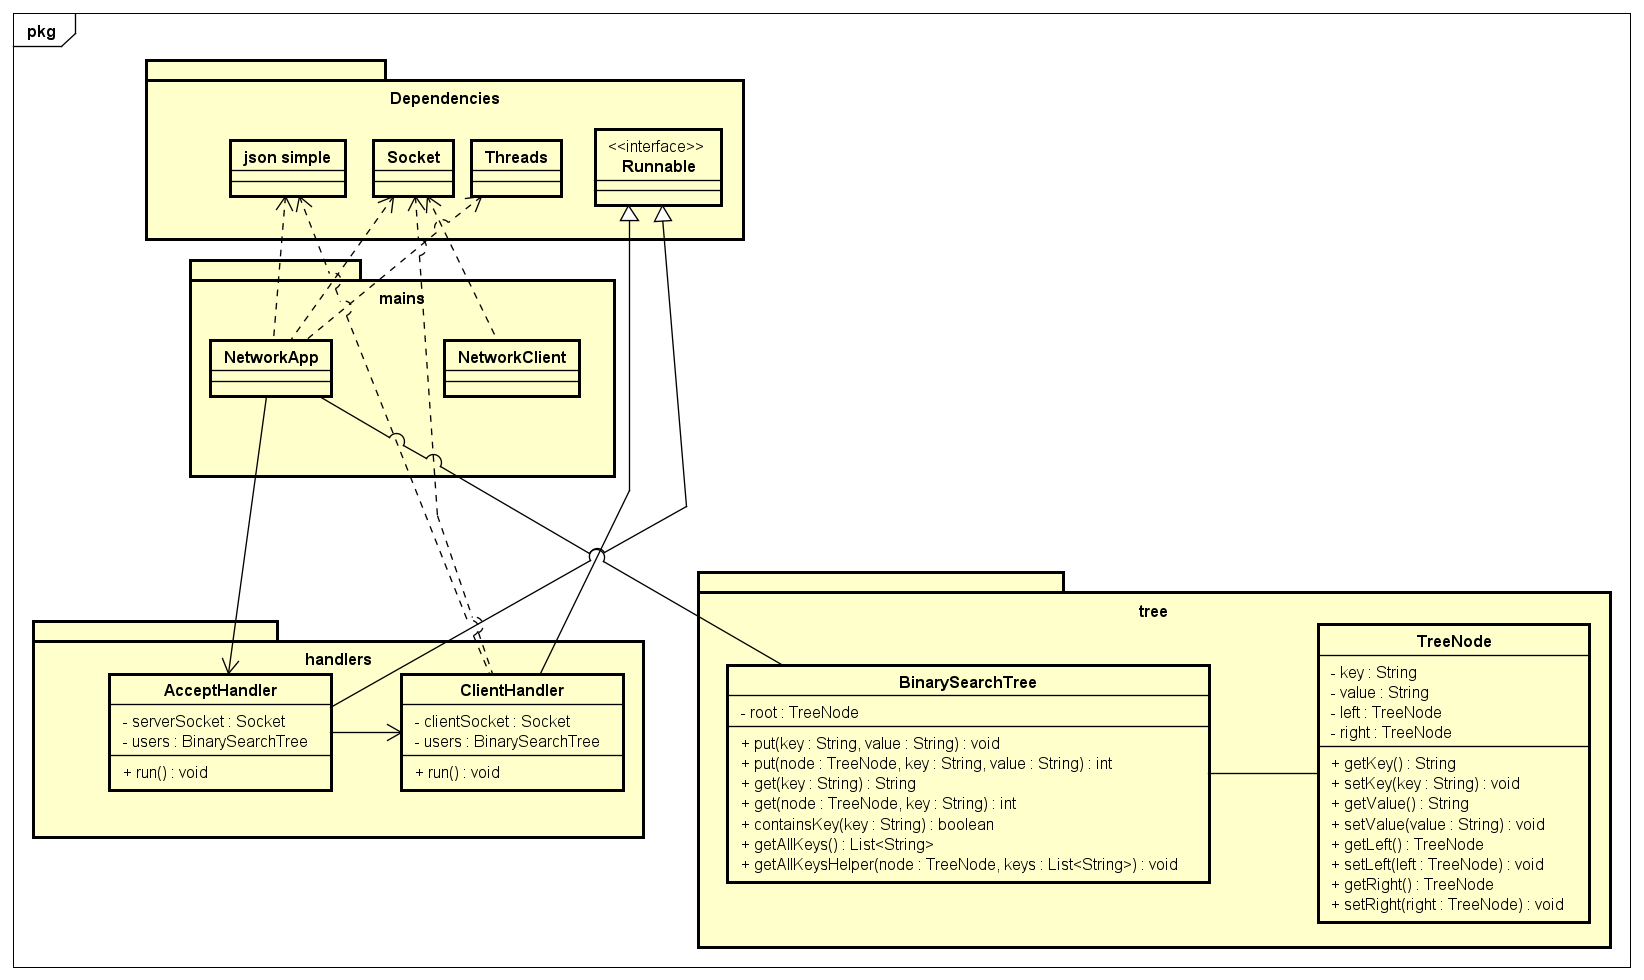 pkg
Dependencies
json simple
Socket
Threads
<<interface>>
Runnable
mains
NetworkApp
NetworkClient
handlers
AcceptHandler
- serverSocket : Socket
- users : BinarySearchTree
+ run() : void
ClientHandler
- clientSocket : Socket
- users : BinarySearchTree
+ run() : void
tree
BinarySearchTree
- root : TreeNode
+ put(key : String, value : String) : void
+ put(node : TreeNode, key : String, value : String) : int
+ get(key : String) : String
+ get(node : TreeNode, key : String) : int
+ containsKey(key : String) : boolean
+ getAllKeys() : List<String>
+ getAllKeysHelper(node : TreeNode, keys : List<String>) : void
TreeNode
- key : String
- value : String
- left : TreeNode
- right : TreeNode
+ getKey() : String
+ setKey(key : String) : void
+ getValue() : String
+ setValue(value : String) : void
+ getLeft() : TreeNode
+ setLeft(left : TreeNode) : void
+ getRight() : TreeNode
+ setRight(right : TreeNode) : void